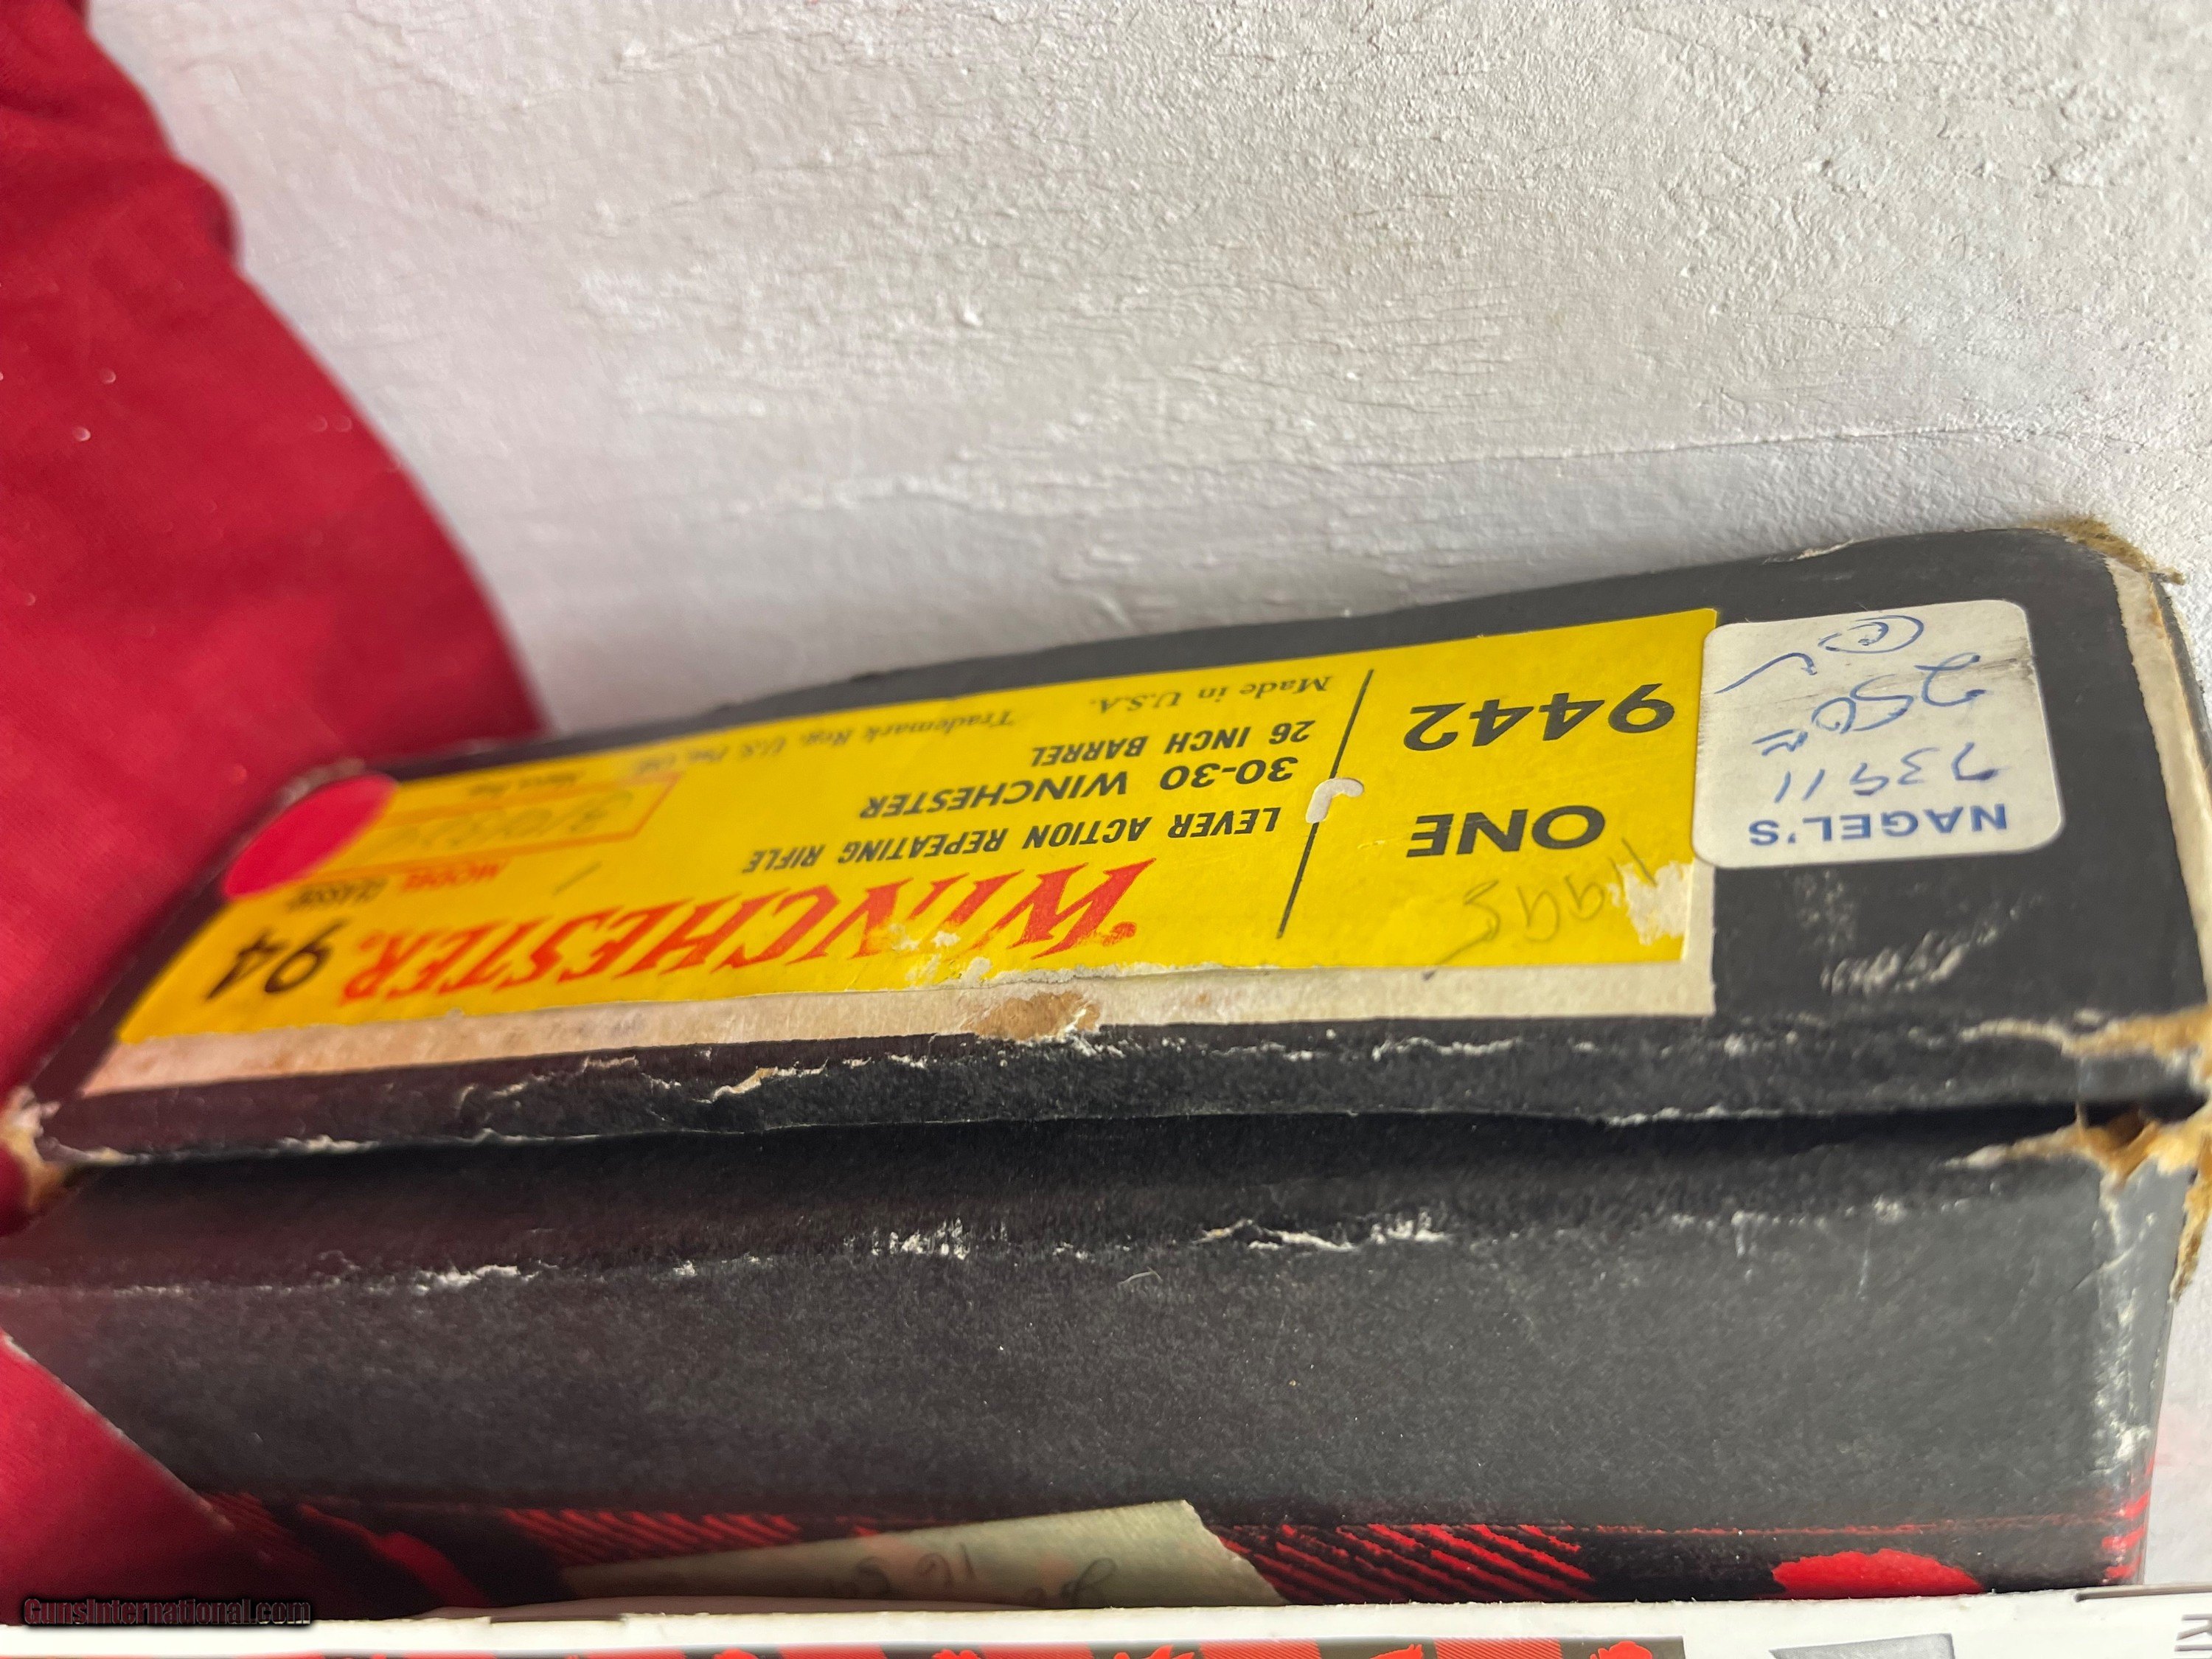 NAGEL'S
73911
9442
ONE
WINCHESTER.
94
LEVER ACTION REPEATING RIFLE
MODEL
CLASSIC
30-30 WINCHESTER
26 INCH BARREL
Made in U.S.A.
Trademark Reg. U.S. Pat. Off.
GunsInternational.com